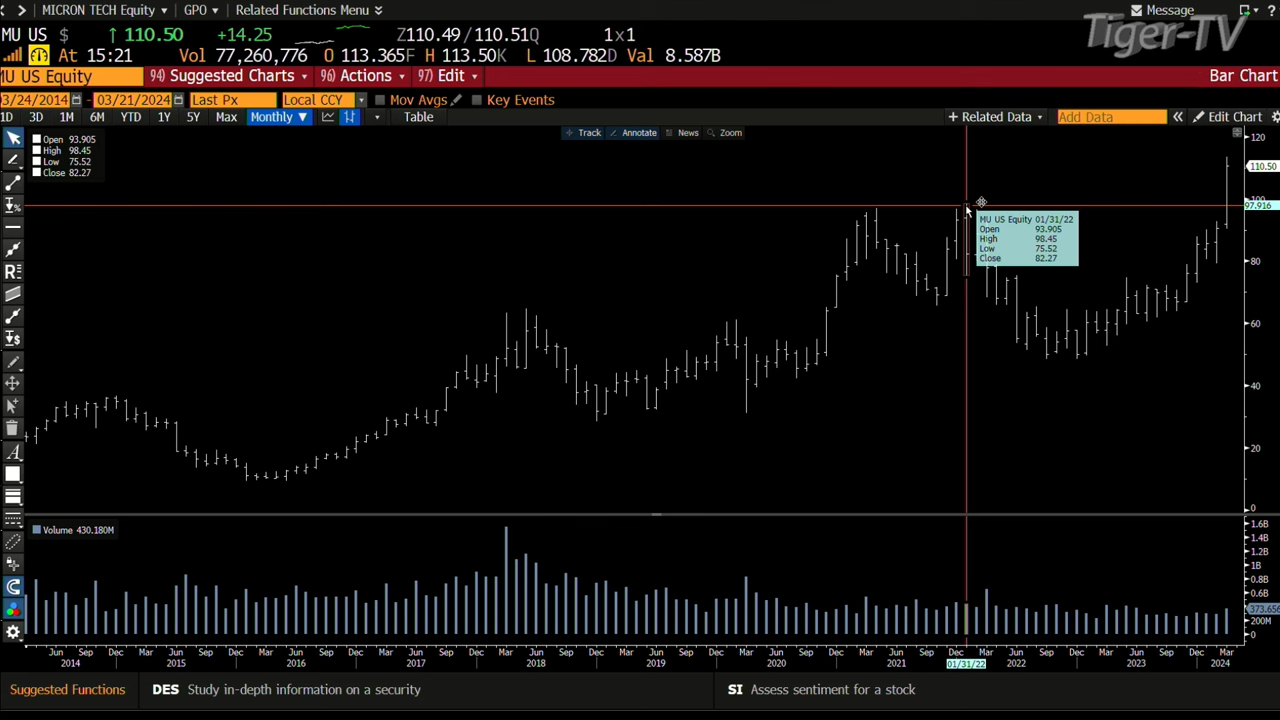 MICRON TECH Equity GPO Related Functions Menu Message ?
Tiger-TV
MU US $ ↑ 110.50 +14.25 Z110.49/110.51Q 1x1
At 15:21 Vol 77,260,776 O 113.365F H 113.50K L 108.782D Val 8.587B
MU US Equity 94) Suggested Charts 96) Actions 97) Edit Bar Chart
03/24/2014 - 03/21/2024 Last Px Local CCY Mov Avgs Key Events
1D 3D 1M 6M YTD 1Y 5Y Max Monthly ▼ Table + Related Data Add Data « Edit Chart
Track Annotate News Zoom
Open 93.905
High 98.45
Low 75.52
Close 82.27
MU US Equity 01/31/22
Open 93.905
High 98.45
Low 75.52
Close 82.27
120
110.50
100
97.916
80
60
40
20
0
Volume 430.180M
1.6B
1.4B
1.2B
1B
0.8B
0.6B
373.656
200M
0
Jun Sep Dec Mar Jun Sep Dec Mar Jun Sep Dec Mar Jun Sep Dec Mar Jun Sep Dec Mar Jun Sep Dec Mar Jun Sep Dec Mar Jun Sep Dec Mar Jun Sep Dec Mar Jun Sep Dec Mar
2014 2015 2016 2017 2018 2019 2020 2021 01/31/22 2022 2023 2024
Suggested Functions DES Study in-depth information on a security SI Assess sentiment for a stock